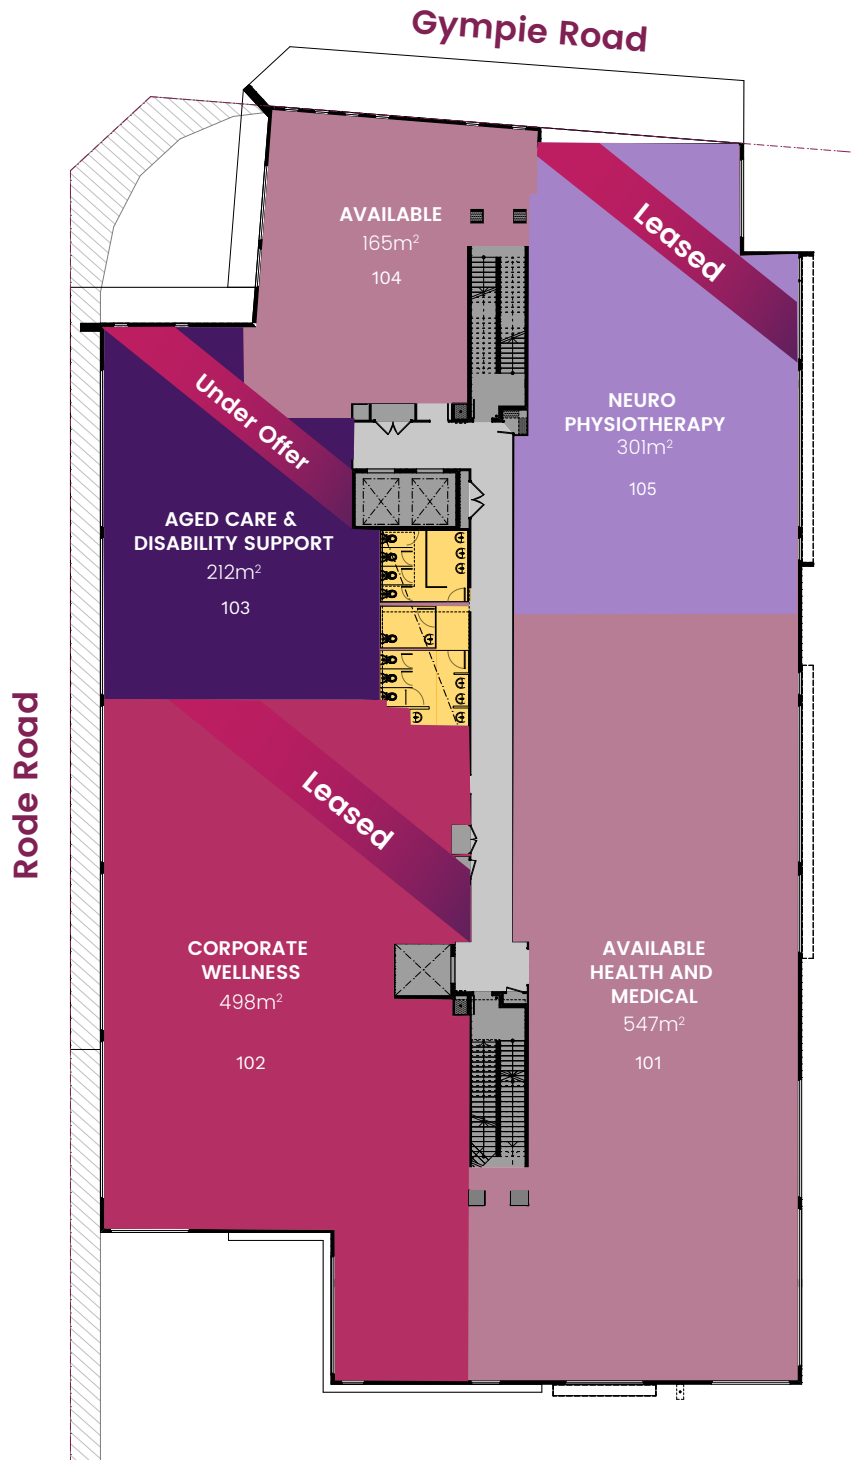 Gympie Road
AVAILABLE
165m²
104
Leased
NEURO
PHYSIOTHERAPY
301m²
105
Under Offer
AGED CARE &
DISABILITY SUPPORT
212m²
103
Rode Road
Leased
CORPORATE
WELLNESS
498m²
102
AVAILABLE
HEALTH AND
MEDICAL
547m²
101